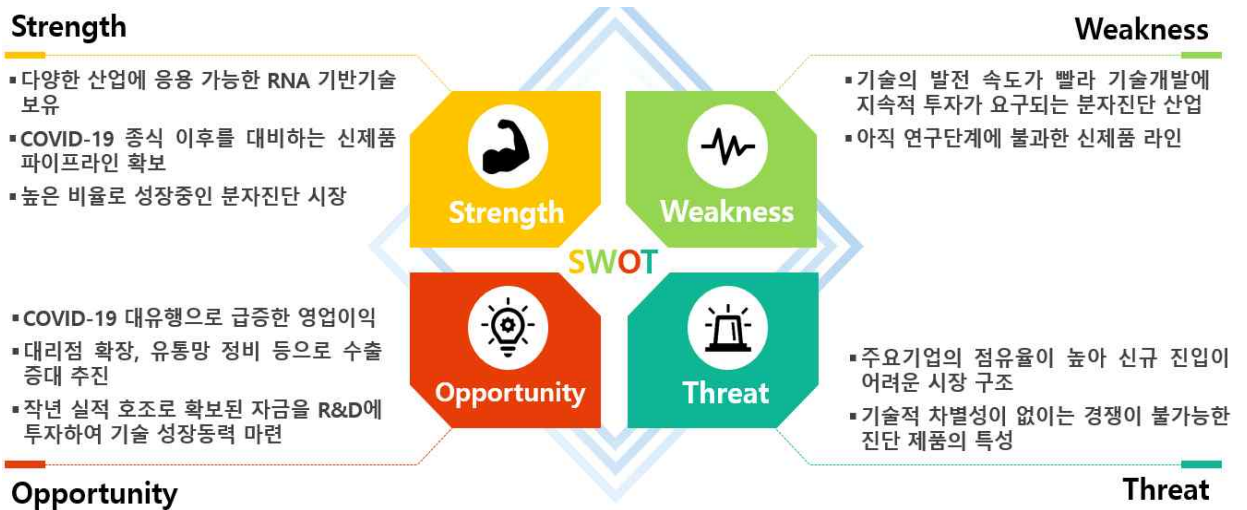 Strength
▪다양한 산업에 응용 가능한 RNA 기반기술
보유
▪COVID-19 종식 이후를 대비하는 신제품
파이프라인 확보
▪높은 비율로 성장중인 분자진단 시장
Weakness
▪기술의 발전 속도가 빨라 기술개발에
지속적 투자가 요구되는 분자진단 산업
▪아직 연구단계에 불과한 신제품 라인
Strength
Weakness
SWOT
Opportunity
Threat
▪COVID-19 대유행으로 급증한 영업이익
▪대리점 확장, 유통망 정비 등으로 수출
증대 추진
▪작년 실적 호조로 확보된 자금을 R&D에
투자하여 기술 성장동력 마련
Opportunity
▪주요기업의 점유율이 높아 신규 진입이
어려운 시장 구조
▪기술적 차별성이 없이는 경쟁이 불가능한
진단 제품의 특성
Threat